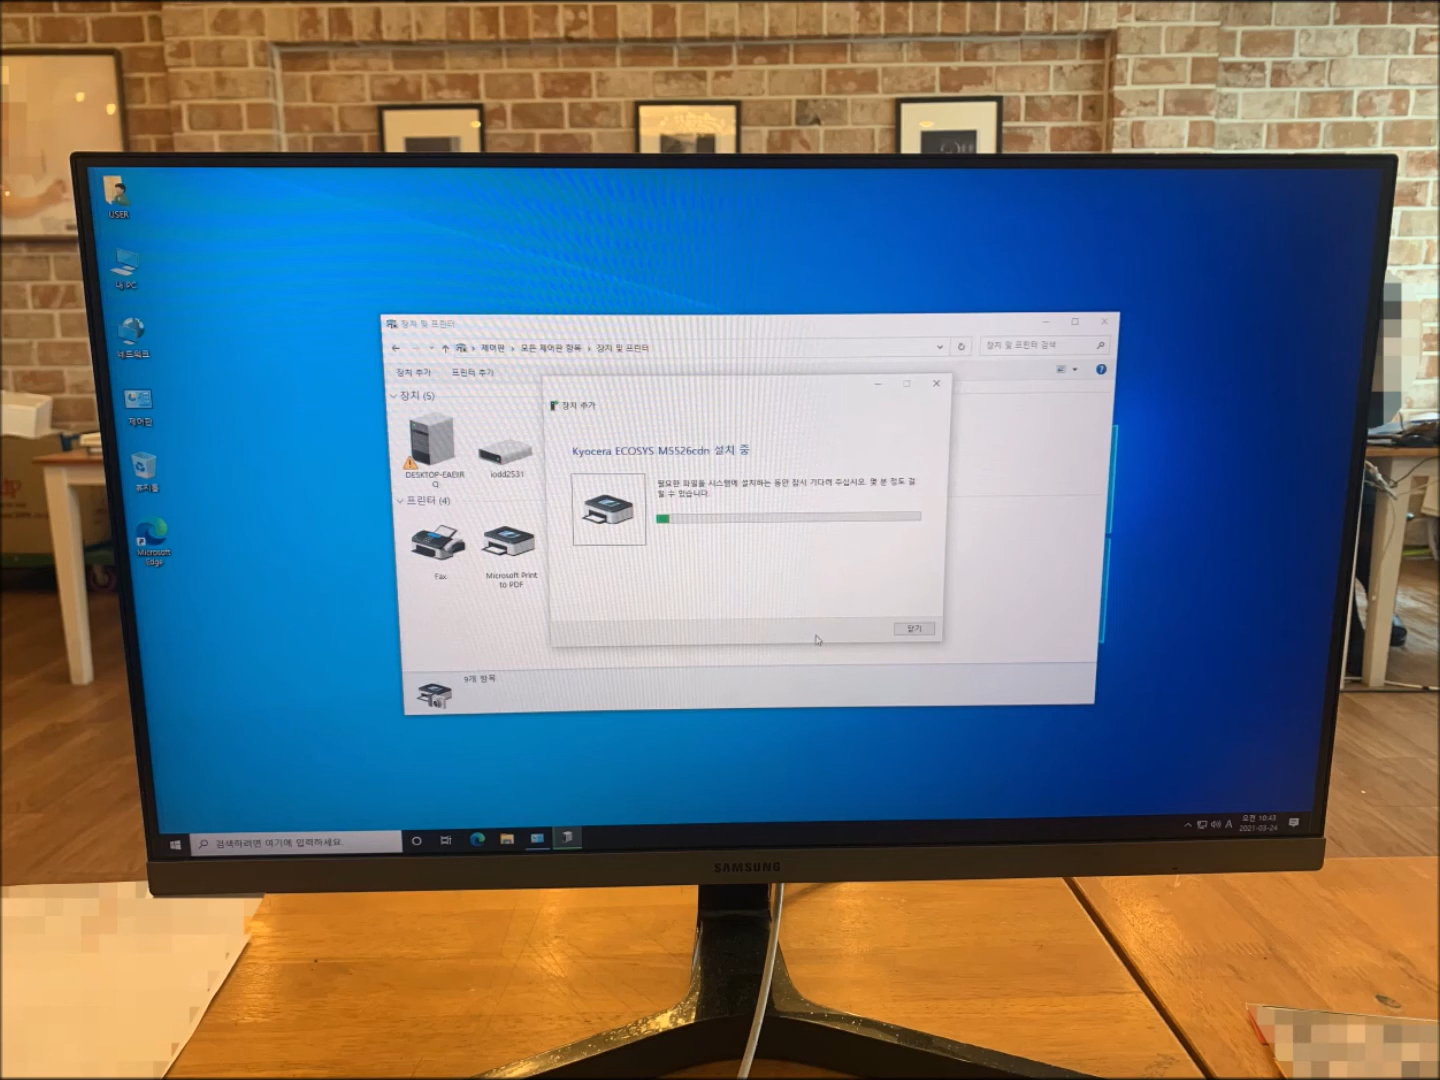 USER
내 PC
네트워크
제어판
휴지통
Microsoft
Edge
장치 및 프린터
제어판 › 모든 제어판 항목 › 장치 및 프린터
장치 및 프린터 검색
장치 추가
프린터 추가
장치 (5)
DESKTOP-EAEIR
Q
iodd2531
프린터 (4)
Fax
Microsoft Print
to PDF
장치 추가
Kyocera ECOSYS M5526cdn 설치 중
필요한 파일을 시스템에 설치하는 동안 잠시 기다려 주십시오. 몇 분 정도 걸
릴 수 있습니다.
닫기
9개 항목
검색하려면 여기에 입력하세요.
A
오전 10:43
2021-03-24
SAMSUNG